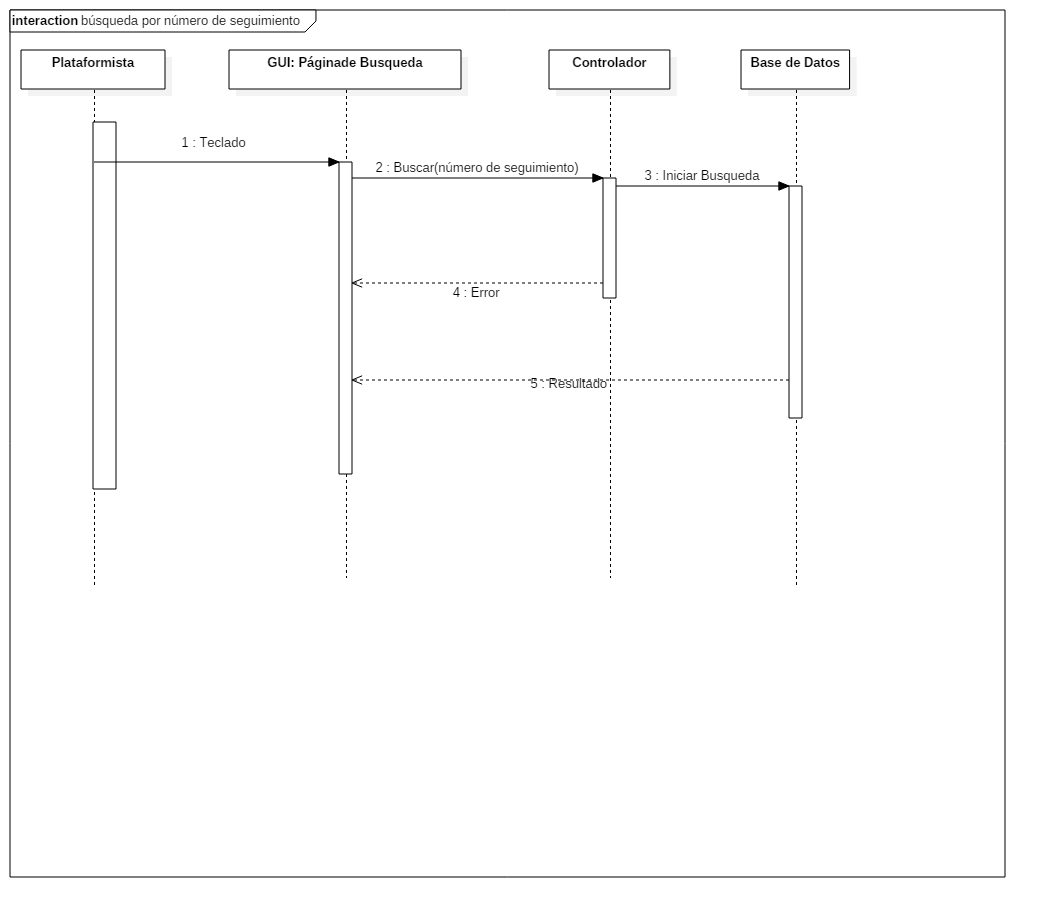 interaction búsqueda por número de seguimiento
Plataformista
GUI: Páginade Busqueda
Controlador
Base de Datos
1 : Teclado
2 : Buscar(número de seguimiento)
3 : Iniciar Busqueda
4 : Error
5 : Resultado